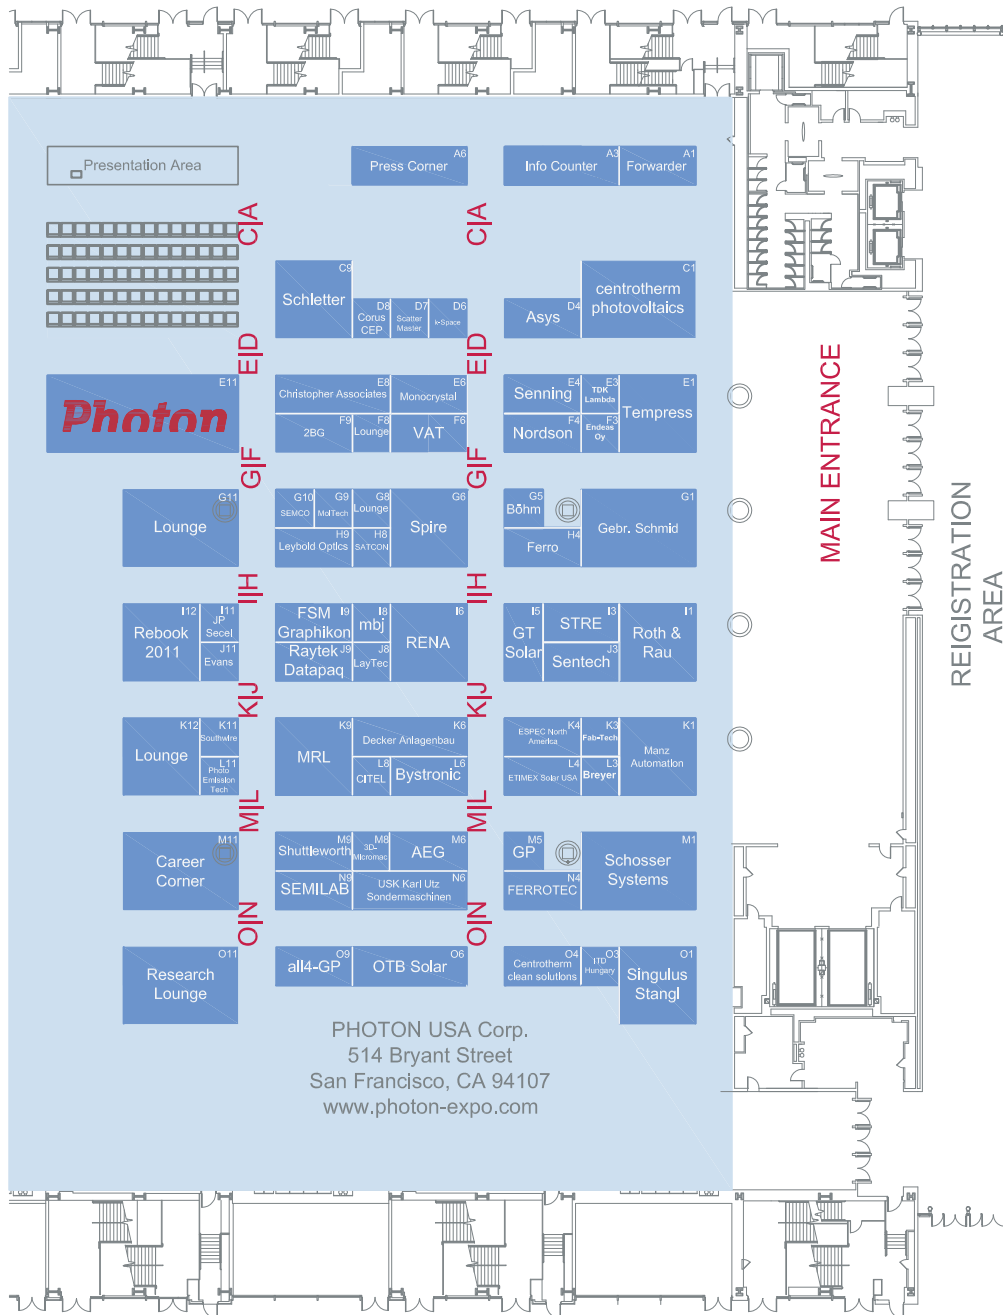 Presentation Area
A6
Press Corner
A3
Info Counter
A1
Forwarder
C|A
C|A
C9
Schletter
D8
Corus
CEP
D7
Scatter
Master
D6
k-Space
D4
Asys
C1
centrotherm
photovoltaics
E|D
E|D
MAIN ENTRANCE
E11
Photon
E8
Christopher Associates
E6
Monocrystal
F9
2BG
F8
Lounge
F6
VAT
E4
Senning
E3
TDK
Lambda
E1
Tempress
F4
Nordson
F3
Endeas
Oy
G|F
G|F
G11
Lounge
G10
SEMCO
G9
MolTech
G8
Lounge
G6
Spire
H9
Leybold Optics
H8
SATCON
G5
Böhm
H4
Ferro
G1
Gebr. Schmid
REIGISTRATION
AREA
I|H
I|H
I12
Rebook
2011
I11
JP
Secel
J11
Evans
I9
FSM
Graphikon
I8
mbj
J9
Raytek
Datapaq
J8
LayTec
I6
RENA
I5
GT
Solar
I3
STRE
J3
Sentech
I1
Roth &
Rau
K|J
K|J
K12
Lounge
K11
Southwire
L11
Photo
Emission
Tech
K9
MRL
K6
Decker Anlagenbau
L8
CITEL
L6
Bystronic
K4
ESPEC North
America
K3
Fab-Tech
L4
ETIMEX Solar USA
L3
Breyer
K1
Manz
Automation
M|L
M|L
M11
Career
Corner
M9
Shuttleworth
M8
3D-
Micromac
M6
AEG
N9
SEMILAB
N6
USK Karl Utz
Sondermaschinen
M5
GP
N4
FERROTEC
M1
Schosser
Systems
O|N
O|N
O11
Research
Lounge
O9
all4-GP
O6
OTB Solar
O4
Centrotherm
clean solutions
O3
ITD
Hungary
O1
Singulus
Stangl
PHOTON USA Corp.
514 Bryant Street
San Francisco, CA 94107
www.photon-expo.com